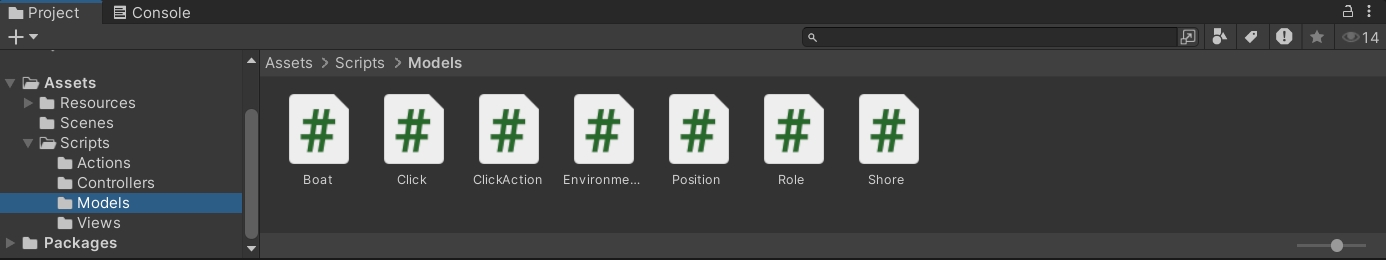 Project Console
14
Assets > Scripts > Models
Assets
Resources
Scenes
Scripts
Actions
Controllers
Models
Views
Packages
# # # # # # #
Boat Click ClickAction Environme... Position Role Shore